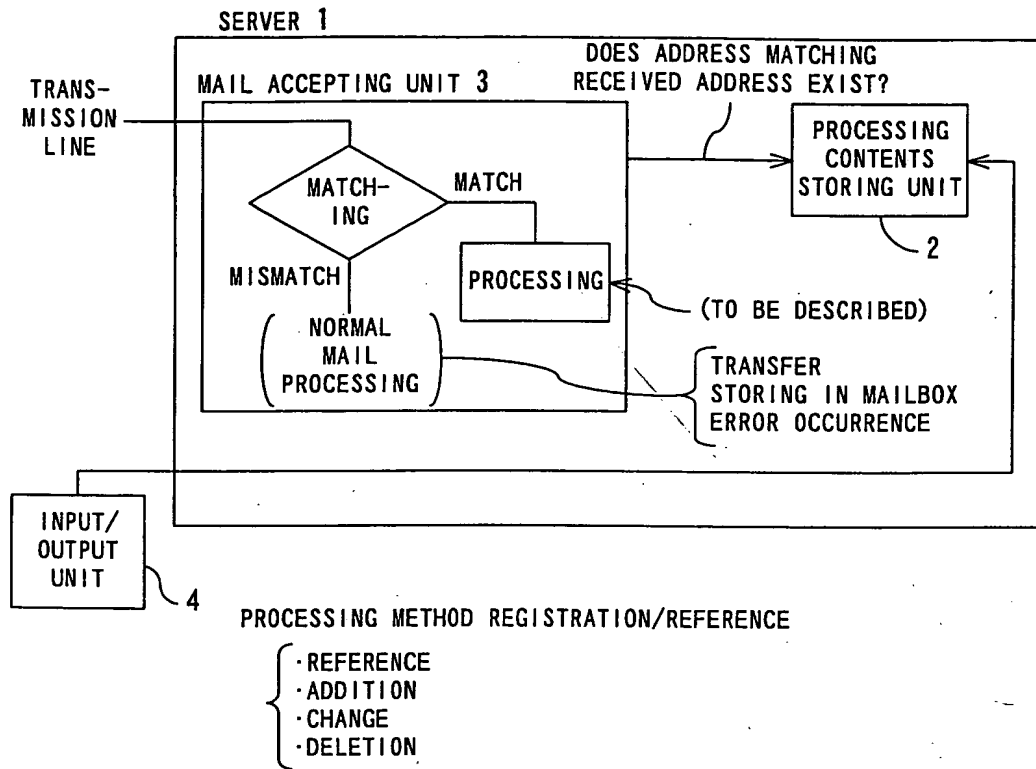 SERVER 1
DOES ADDRESS MATCHING
RECEIVED ADDRESS EXIST?
MAIL ACCEPTING UNIT 3
TRANS-
MISSION
LINE
PROCESSING
CONTENTS
STORING UNIT
2
MATCH-
ING
MATCH
MISMATCH
PROCESSING
(TO BE DESCRIBED)
NORMAL
MAIL
PROCESSING
TRANSFER
STORING IN MAILBOX
ERROR OCCURRENCE
INPUT/
OUTPUT
UNIT
4
PROCESSING METHOD REGISTRATION/REFERENCE
·REFERENCE
·ADDITION
·CHANGE
·DELETION